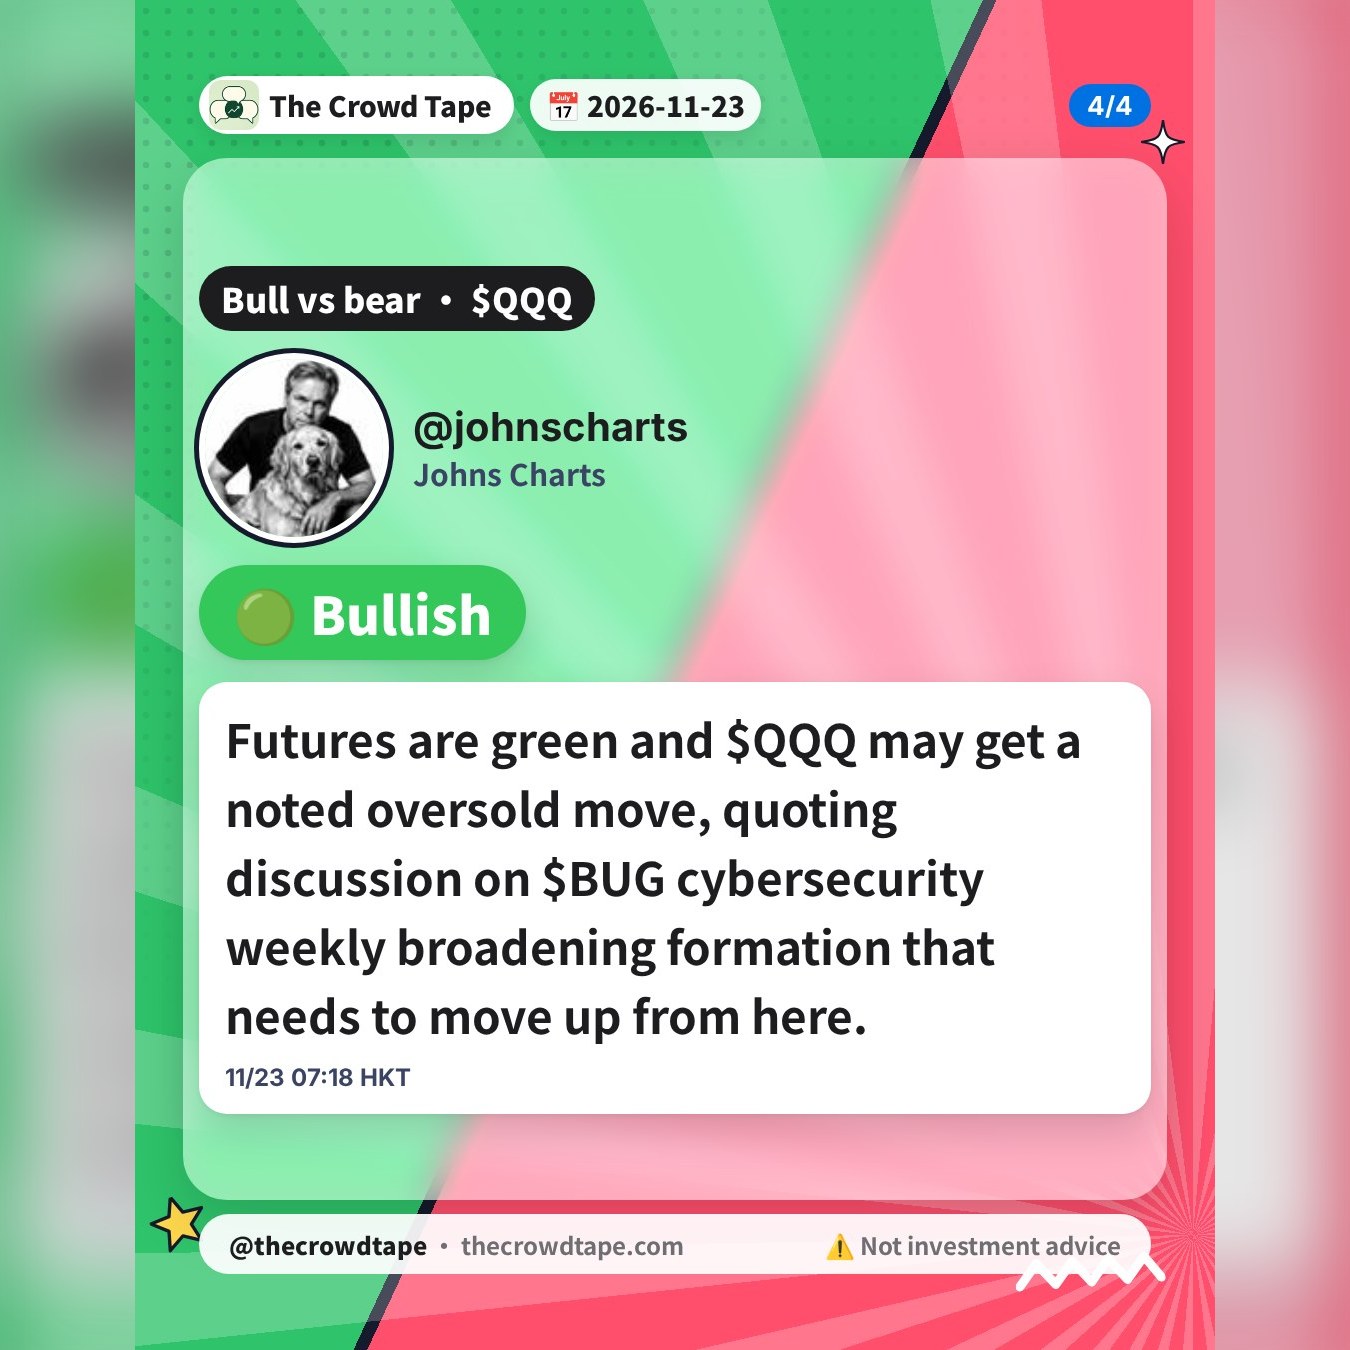 The Crowd Tape
📅 2026-11-23
4/4
Bull vs bear • $QQQ
@johnscharts
Johns Charts
🟢 Bullish
Futures are green and $QQQ may get a
noted oversold move, quoting
discussion on $BUG cybersecurity
weekly broadening formation that
needs to move up from here.
11/23 07:18 HKT
@thecrowdtape • thecrowdtape.com
⚠️ Not investment advice